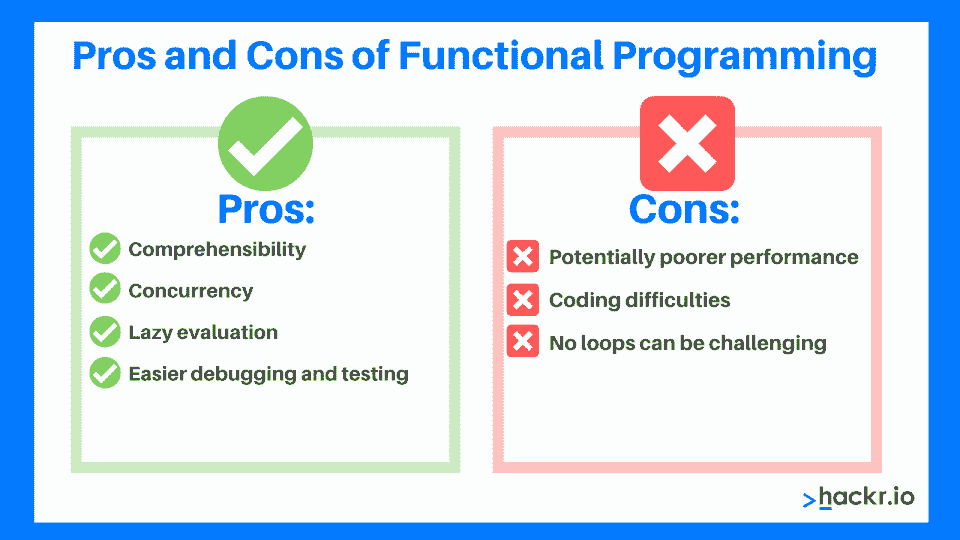 Pros and Cons of Functional Programming
Pros:
Comprehensibility
Concurrency
Lazy evaluation
Easier debugging and testing
Cons:
Potentially poorer performance
Coding difficulties
No loops can be challenging
>_hackr.io